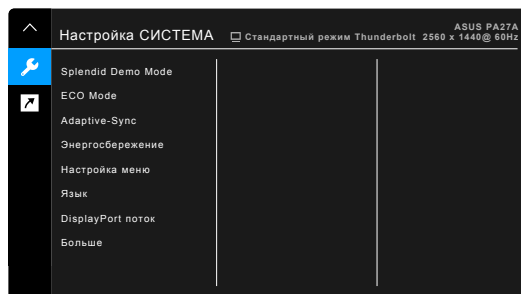 ASUS PA27A
Настройка СИСТЕМА
Стандартный режим Thunderbolt 2560 x 1440@ 60Hz
Splendid Demo Mode
ECO Mode
Adaptive-Sync
Энергосбережение
Настройка меню
Язык
DisplayPort поток
Больше